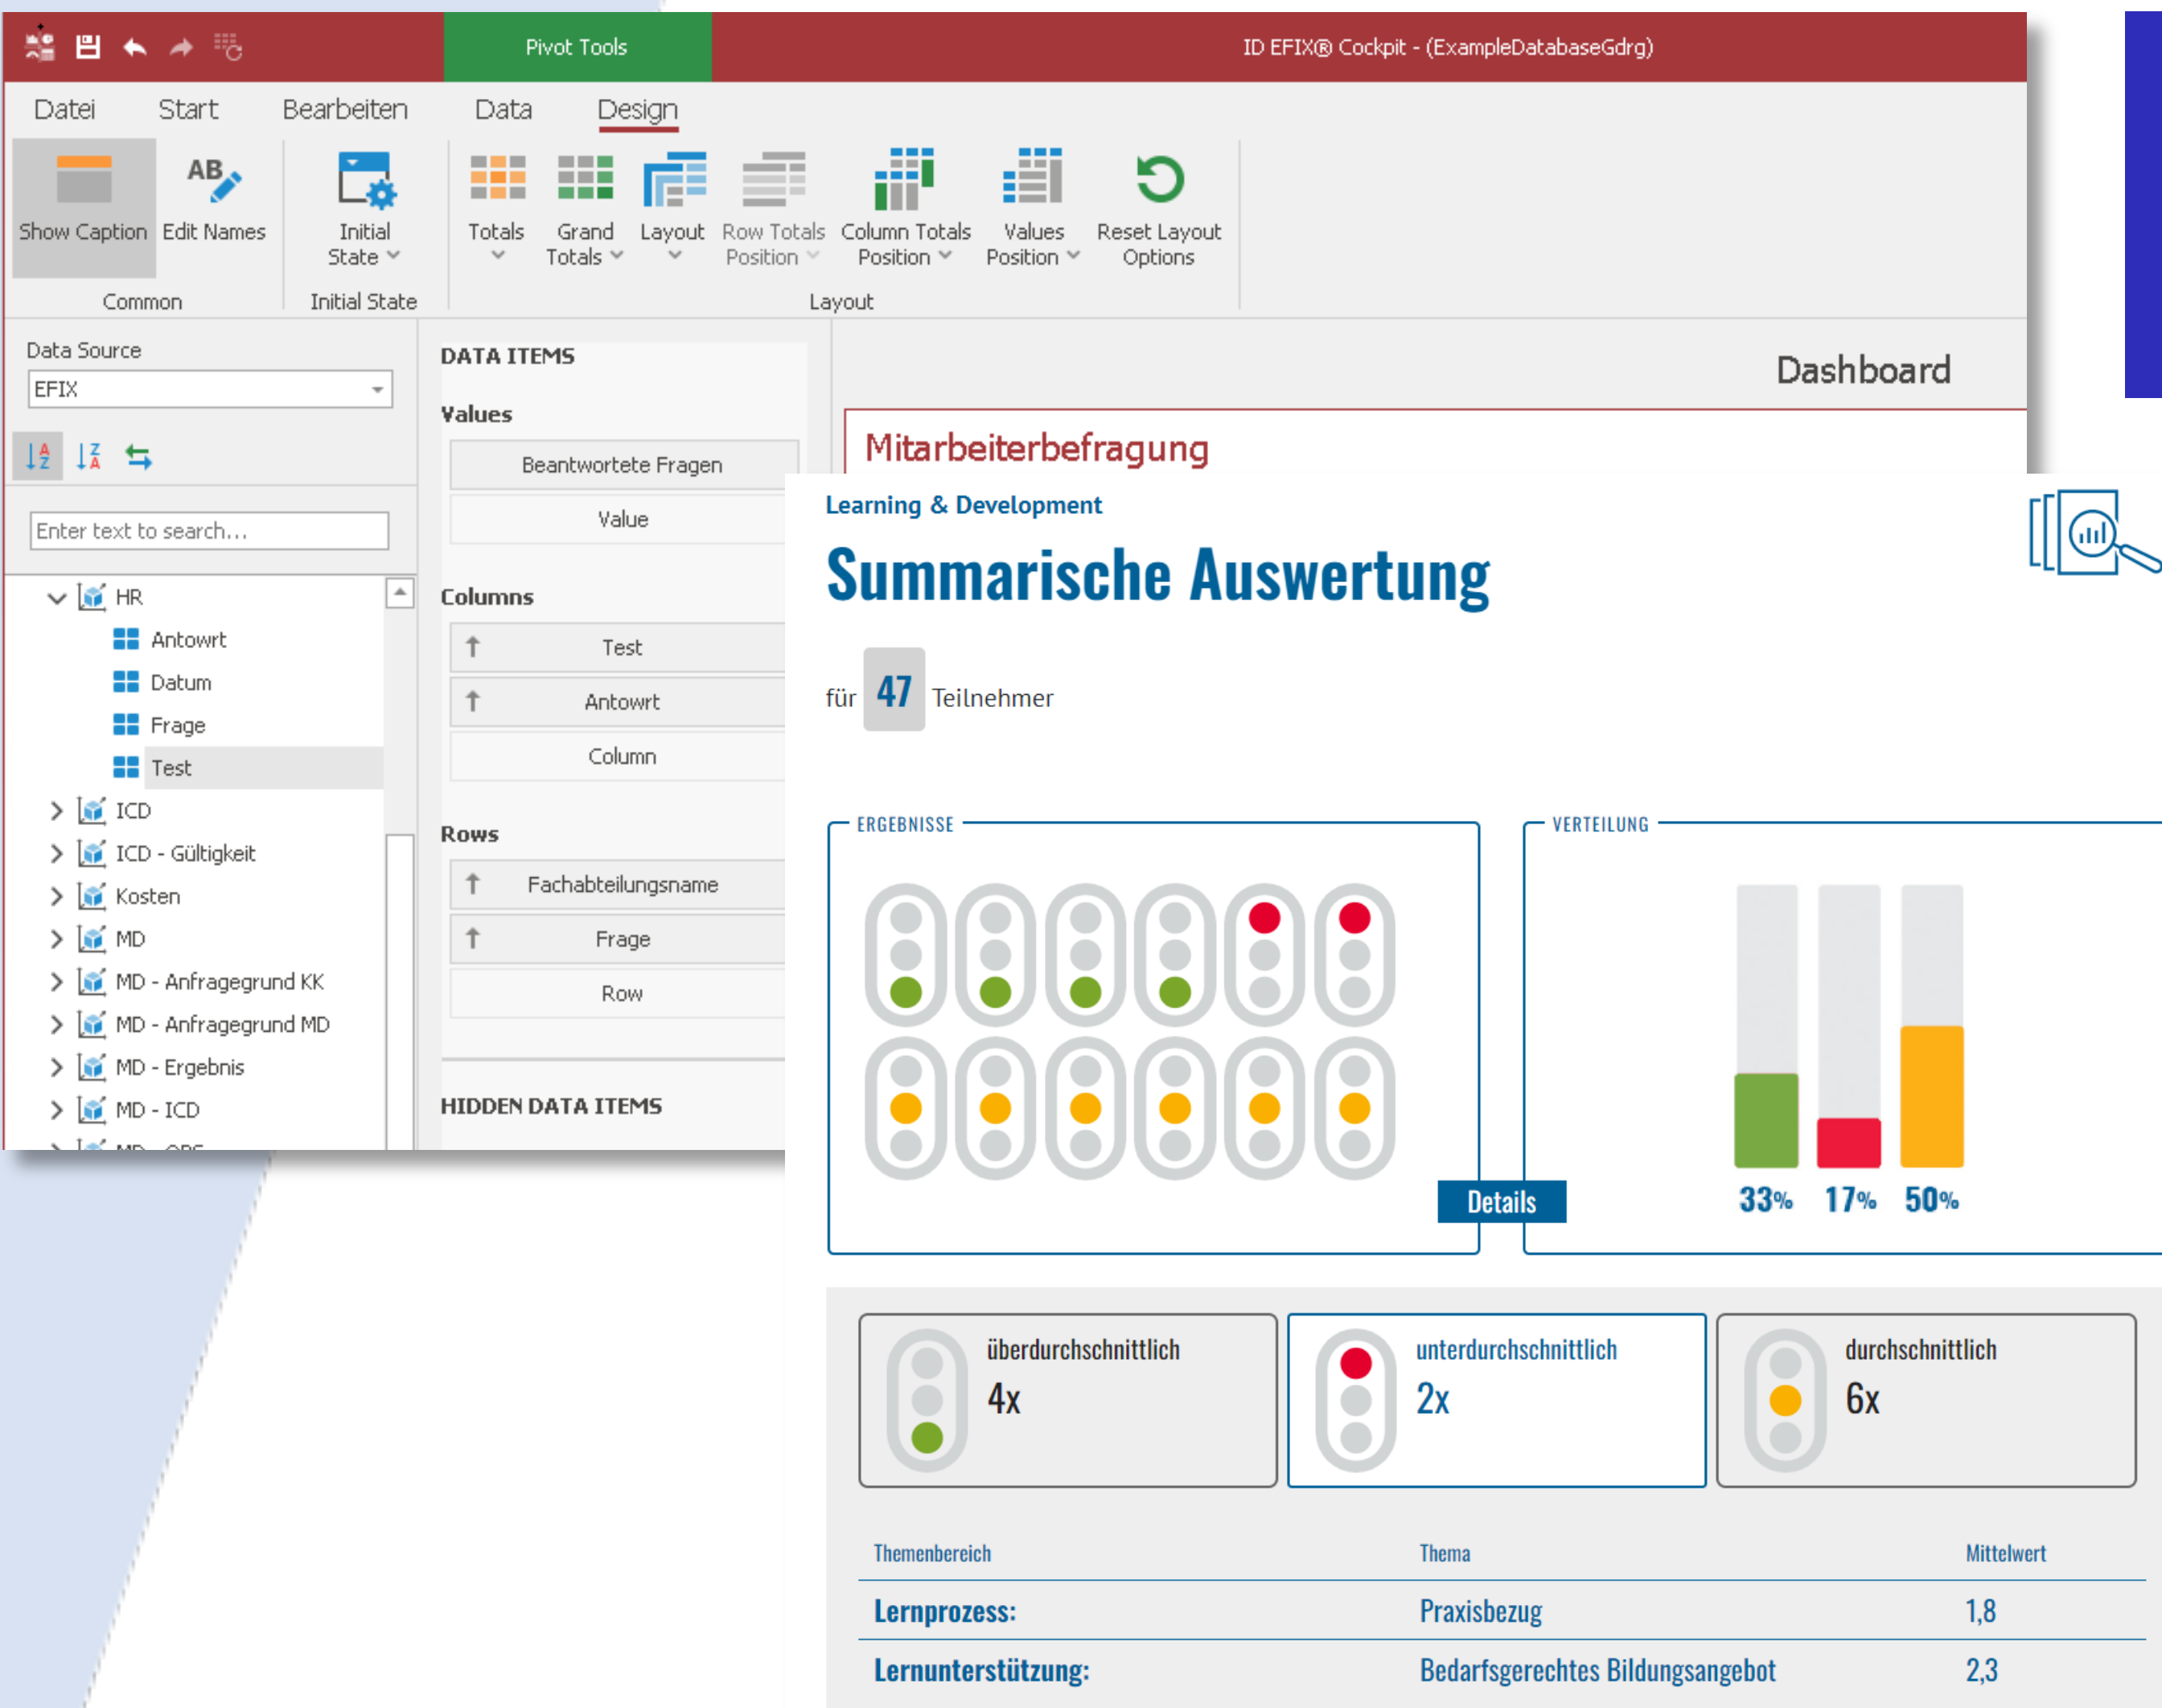 Pivot Tools
ID EFIX® Cockpit - (ExampleDatabaseGdrg)
Datei Start Bearbeiten Data Design
AB
Show Caption Edit Names Initial State Totals Grand Totals Layout Row Totals Position Column Totals Position Values Position Reset Layout Options
Common Initial State Layout
Data Source
EFIX
A Z Z A
Enter text to search...
HR
Antowrt
Datum
Frage
Test
ICD
ICD - Gültigkeit
Kosten
MD
MD - Anfragegrund KK
MD - Anfragegrund MD
MD - Ergebnis
MD - ICD
DATA ITEMS
Values
Beantwortete Fragen
Value
Columns
Test
Antowrt
Column
Rows
Fachabteilungsname
Frage
Row
HIDDEN DATA ITEMS
Dashboard
Mitarbeiterbefragung
Learning & Development
Summarische Auswertung
für 47 Teilnehmer
ERGEBNISSE
VERTEILUNG
33% 17% 50%
Details
überdurchschnittlich
4x
unterdurchschnittlich
2x
durchschnittlich
6x
Themenbereich Thema Mittelwert
Lernprozess: Praxisbezug 1,8
Lernunterstützung: Bedarfsgerechtes Bildungsangebot 2,3